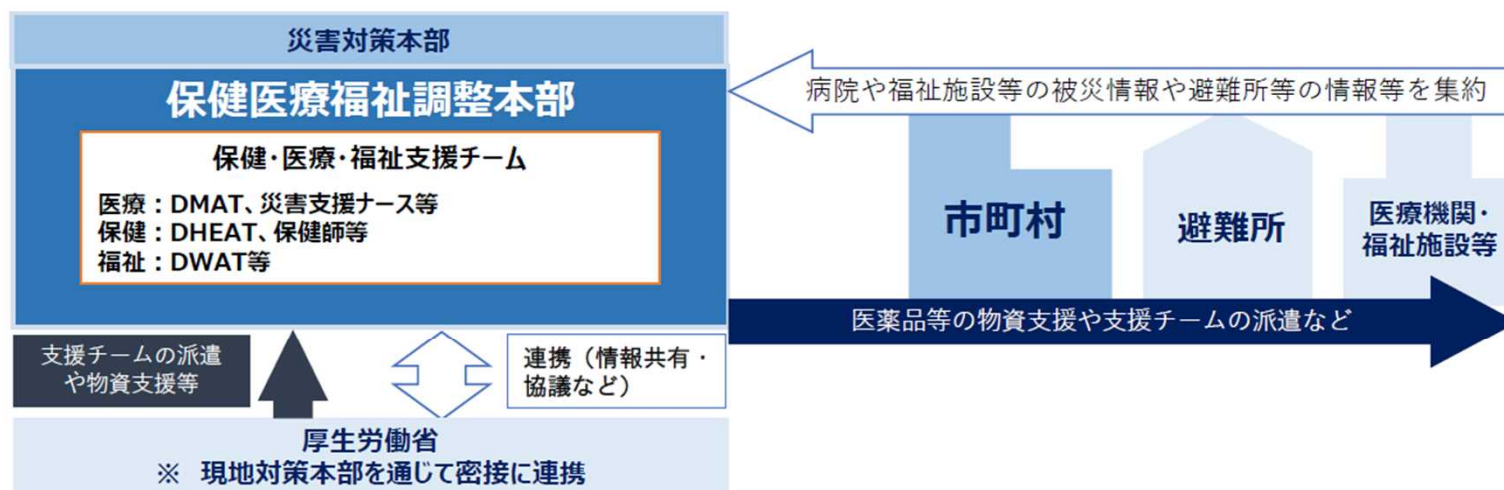 災害対策本部
保健医療福祉調整本部
保健・医療・福祉支援チーム
医療：DMAT、災害支援ナース等
保健：DHEAT、保健師等
福祉：DWAT等
病院や福祉施設等の被災情報や避難所等の情報等を集約
市町村
避難所
医療機関・
福祉施設等
医薬品等の物資支援や支援チームの派遣など
支援チームの派遣
や物資支援等
連携（情報共有・
協議など）
厚生労働省
※ 現地対策本部を通じて密接に連携